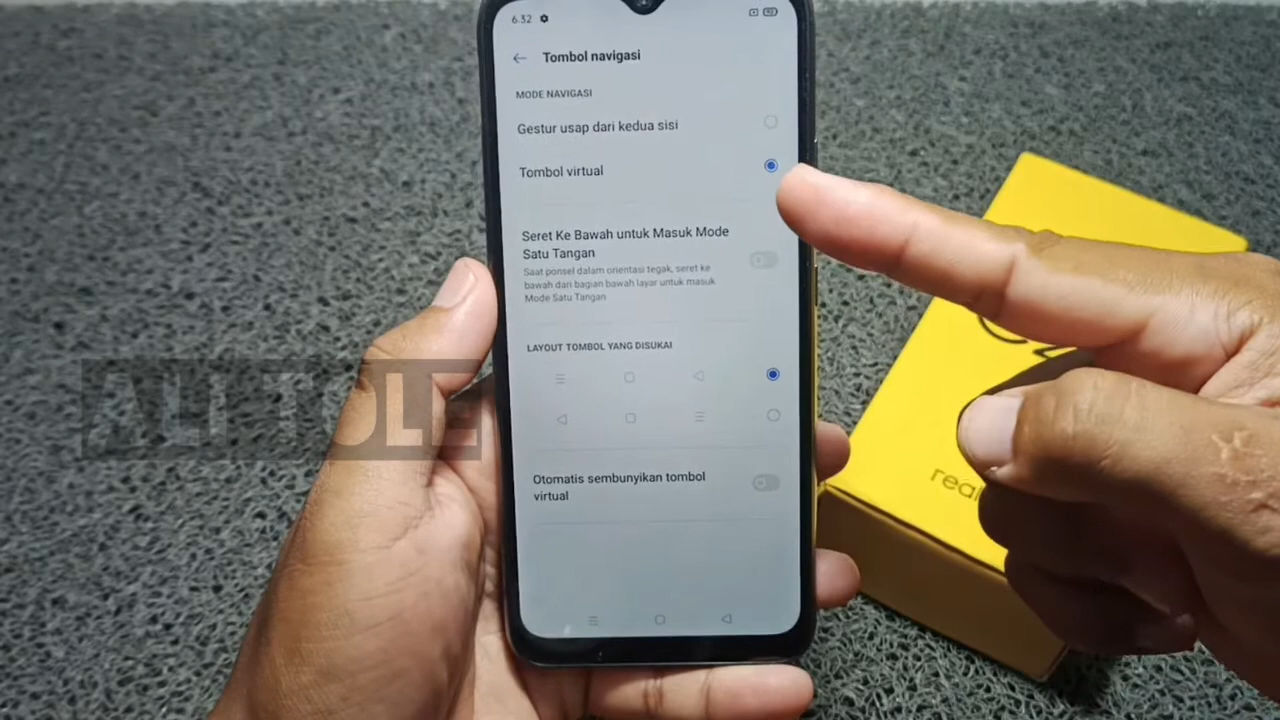 6.32
Tombol navigasi
MODE NAVIGASI
Gestur usap dari kedua sisi
Tombol virtual
Seret Ke Bawah untuk Masuk Mode
Satu Tangan
Saat ponsel dalam orientasi tegak, seret ke
bawah dari bagian bawah layar untuk masuk
Mode Satu Tangan
LAYOUT TOMBOL YANG DISUKAI
Otomatis sembunyikan tombol
virtual
ALI TOLE